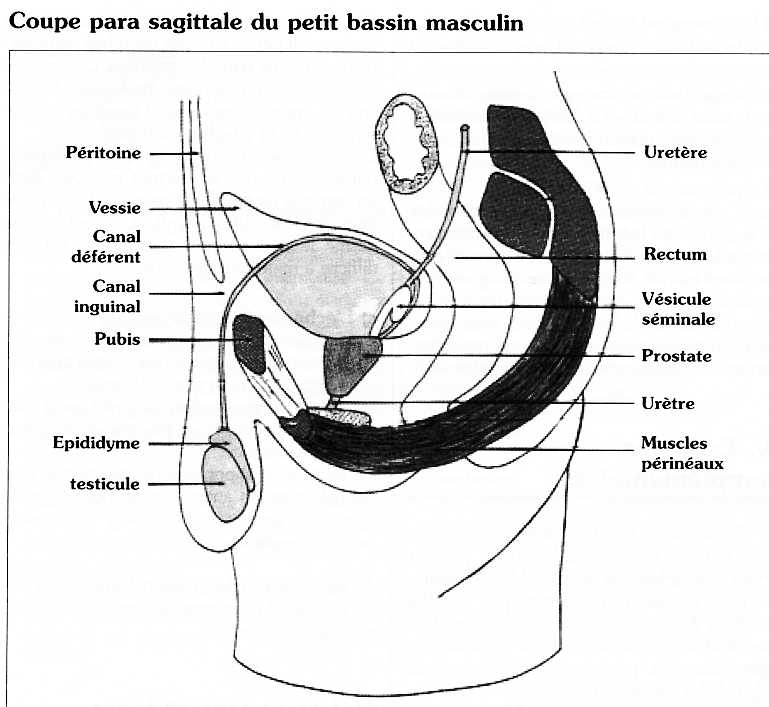 Coupe para sagittale du petit bassin masculin
Péritoine
Vessie
Canal
déférent
Canal
inguinal
Pubis
Epididyme
testicule
Uretère
Rectum
Vésicule
séminale
Prostate
Urètre
Muscles
périnéaux